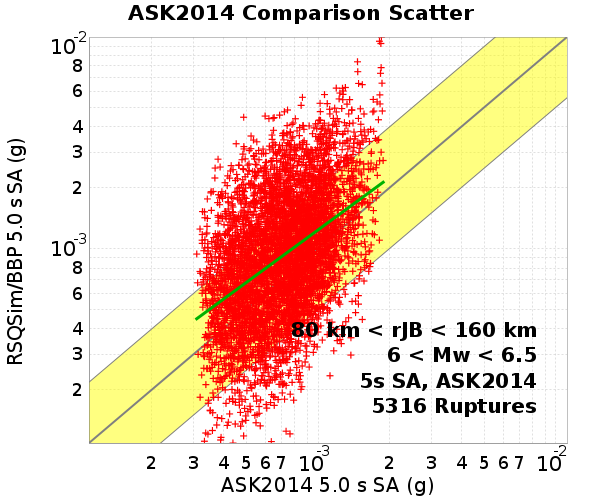 ASK2014 Comparison Scatter
RSQSim/BBP 5.0 s SA (g)
10-2
8
6
4
3
2
10-3
8
6
4
3
2
80 km < rJB < 160 km
6 < Mw < 6.5
5s SA, ASK2014
5316 Ruptures
2 3 4 5 6 7 10-3 2 3 4 5 6 7 10-2
ASK2014 5.0 s SA (g)